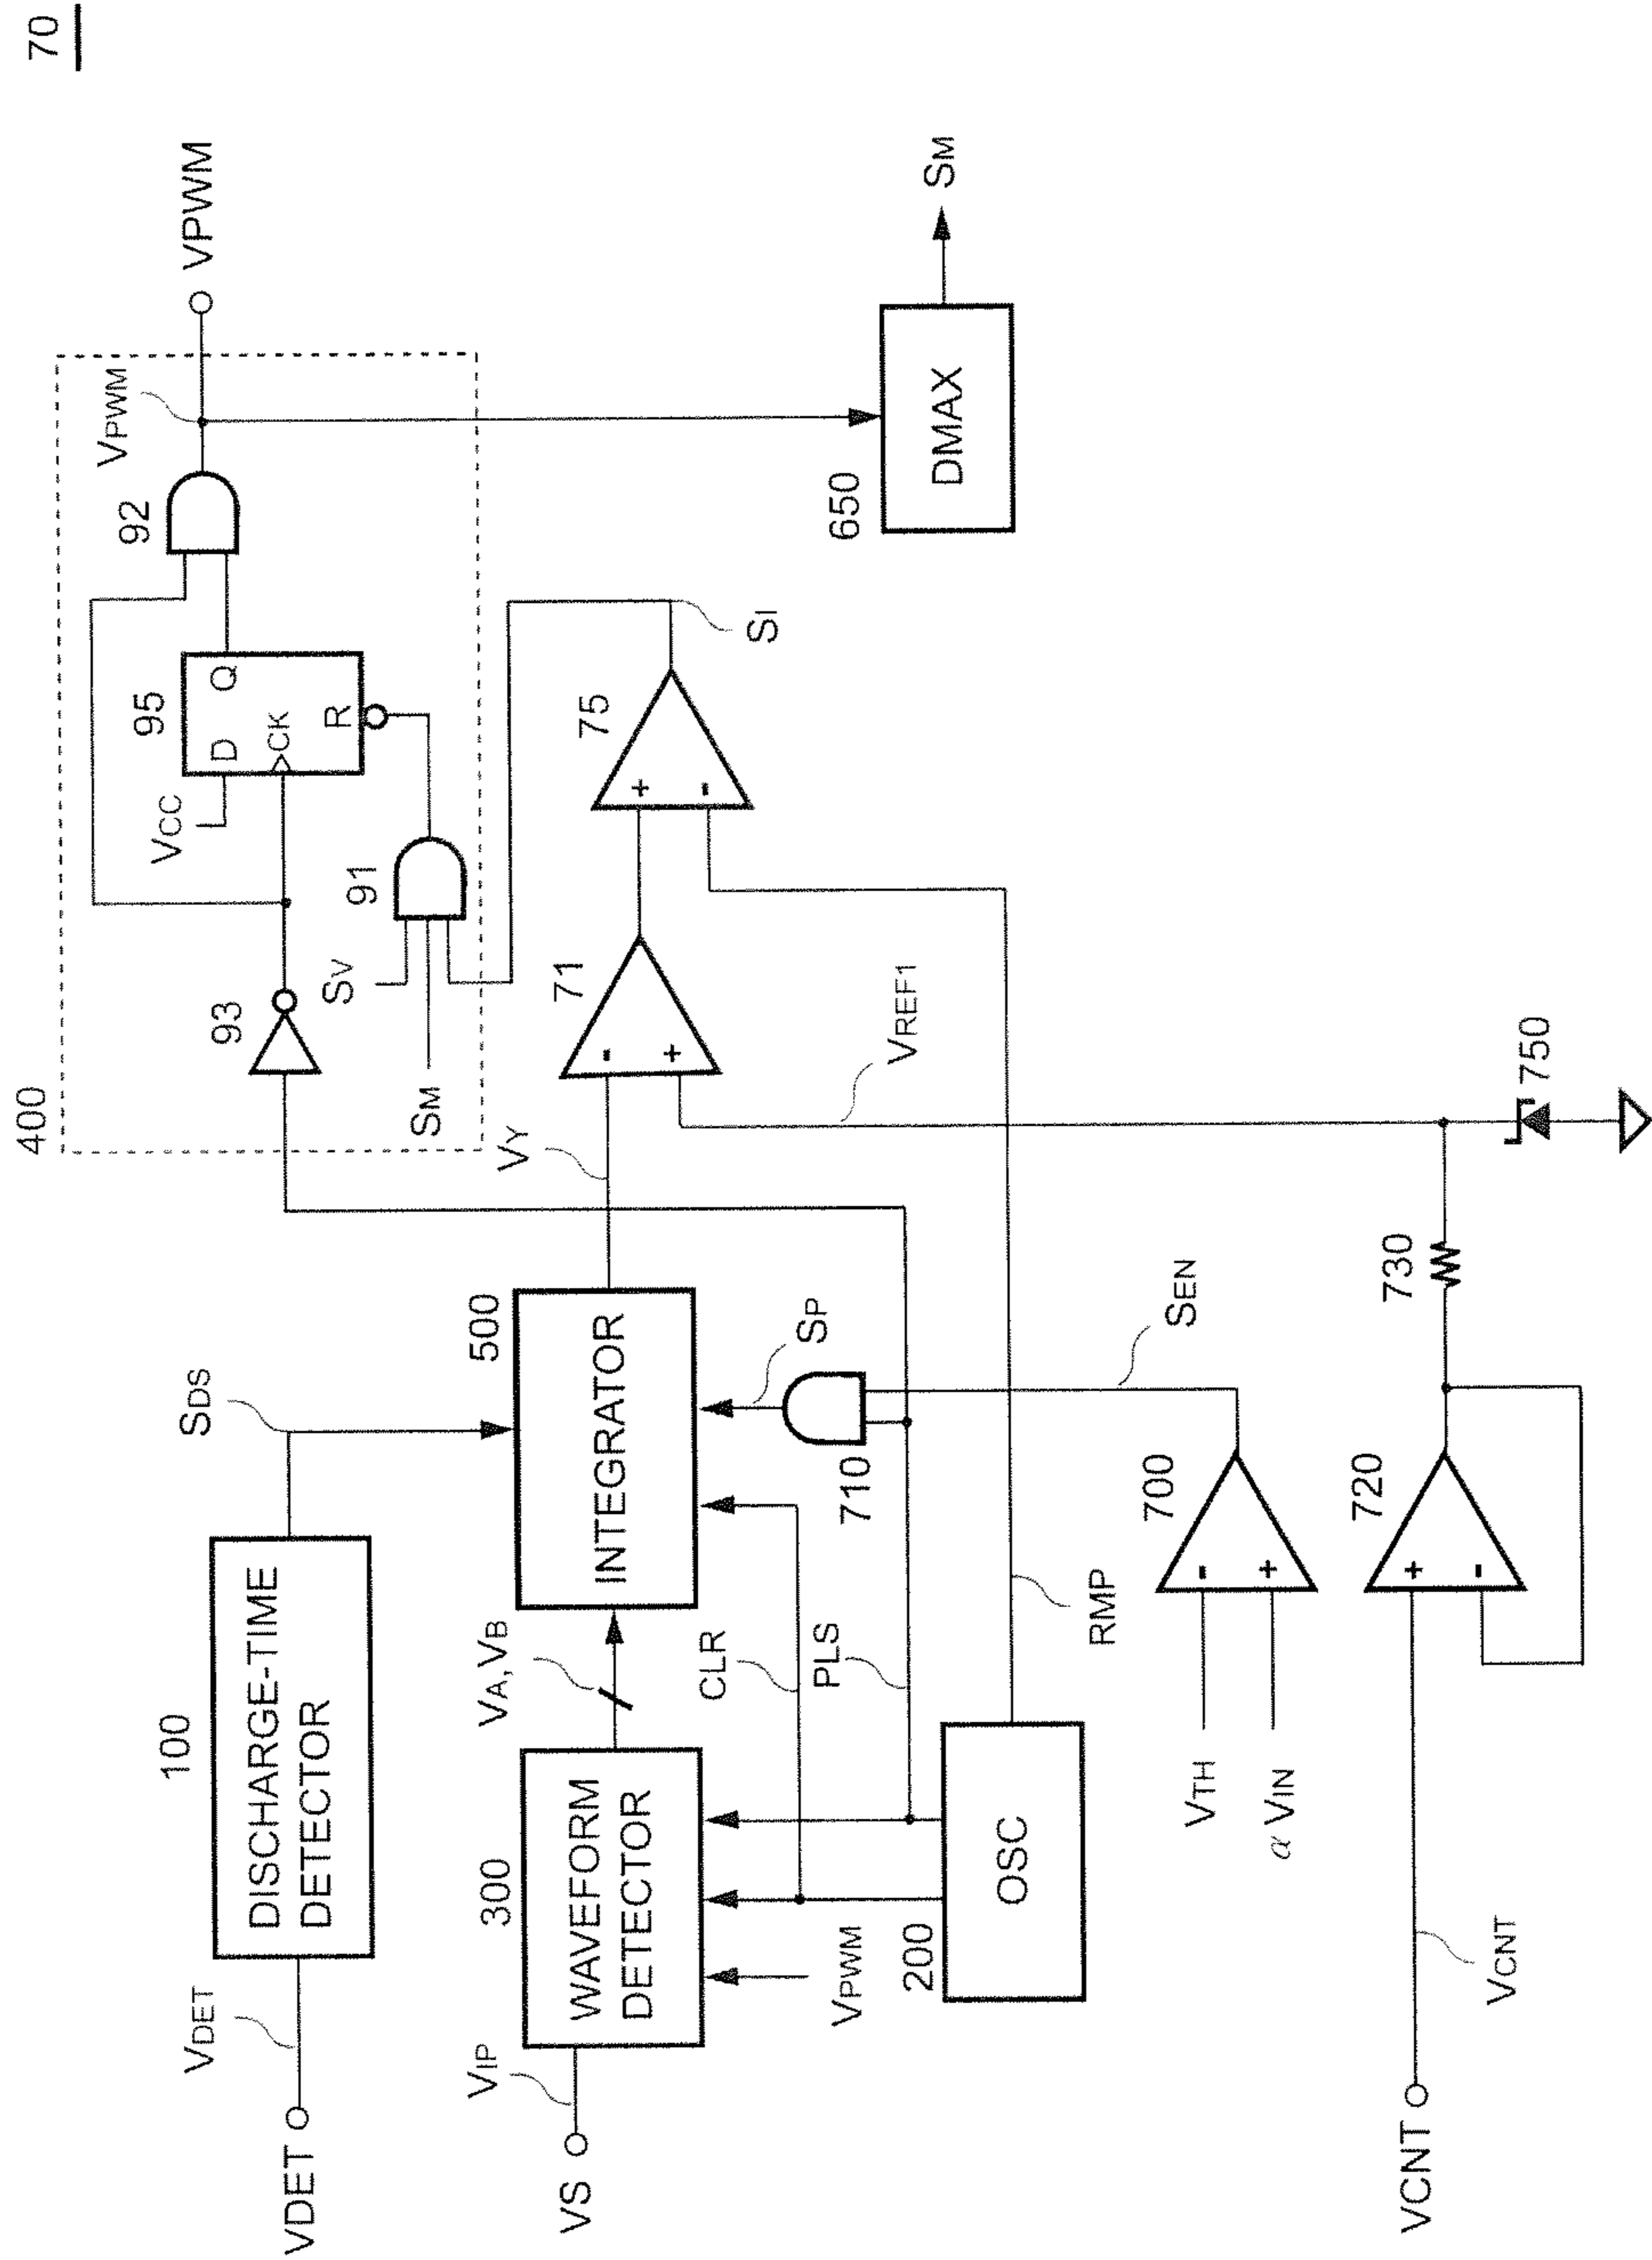 70
400
VPWM
VPWM
92
95
D
Q
CK
R
VCC
93
91
SV
SM
SI
650
DMAX
SM
71
-
+
75
+
-
VY
VREF1
SDS
500
INTEGRATOR
SP
710
100
DISCHARGE-TIME
DETECTOR
VDET
VDET
300
WAVEFORM
DETECTOR
VA,VB
VIP
VS
CLR
PLS
VPWM
200
OSC
RMP
SEN
700
-
+
VTH
α VIN
720
+
-
730
750
VCNT
VCNT